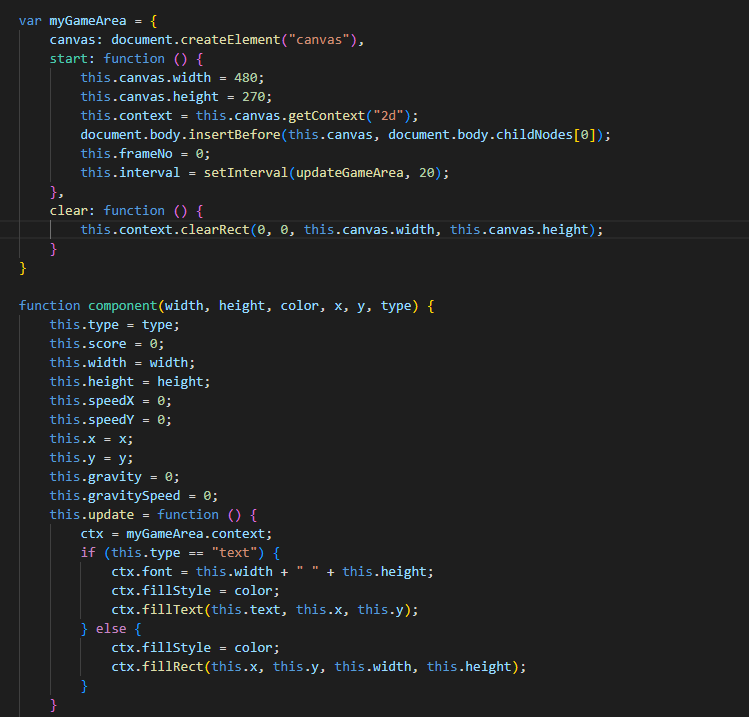 var myGameArea = {
    canvas: document.createElement("canvas"),
    start: function () {
        this.canvas.width = 480;
        this.canvas.height = 270;
        this.context = this.canvas.getContext("2d");
        document.body.insertBefore(this.canvas, document.body.childNodes[0]);
        this.frameNo = 0;
        this.interval = setInterval(updateGameArea, 20);
    },
    clear: function () {
        this.context.clearRect(0, 0, this.canvas.width, this.canvas.height);
    }
}

function component(width, height, color, x, y, type) {
    this.type = type;
    this.score = 0;
    this.width = width;
    this.height = height;
    this.speedX = 0;
    this.speedY = 0;
    this.x = x;
    this.y = y;
    this.gravity = 0;
    this.gravitySpeed = 0;
    this.update = function () {
        ctx = myGameArea.context;
        if (this.type == "text") {
            ctx.font = this.width + " " + this.height;
            ctx.fillStyle = color;
            ctx.fillText(this.text, this.x, this.y);
        } else {
            ctx.fillStyle = color;
            ctx.fillRect(this.x, this.y, this.width, this.height);
        }
    }